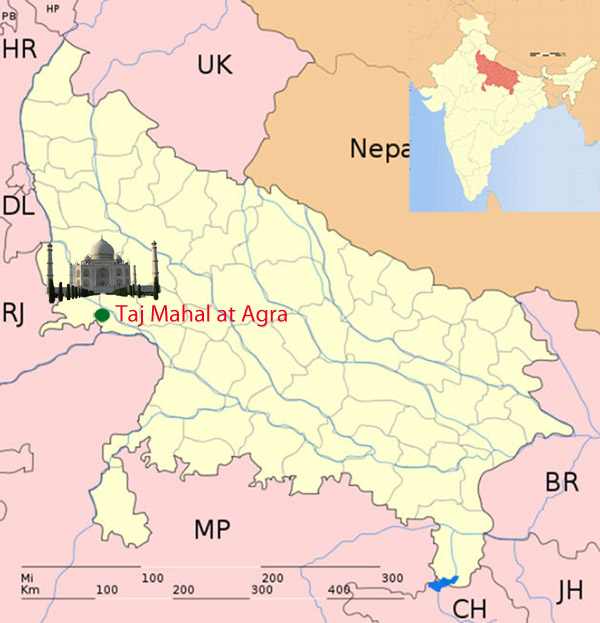 PB
HP
HR
UK
Nepa
DL
RJ
Taj Mahal at Agra
BR
MP
Mi
100
200
300
Km
100
200
300
400
JH
CH